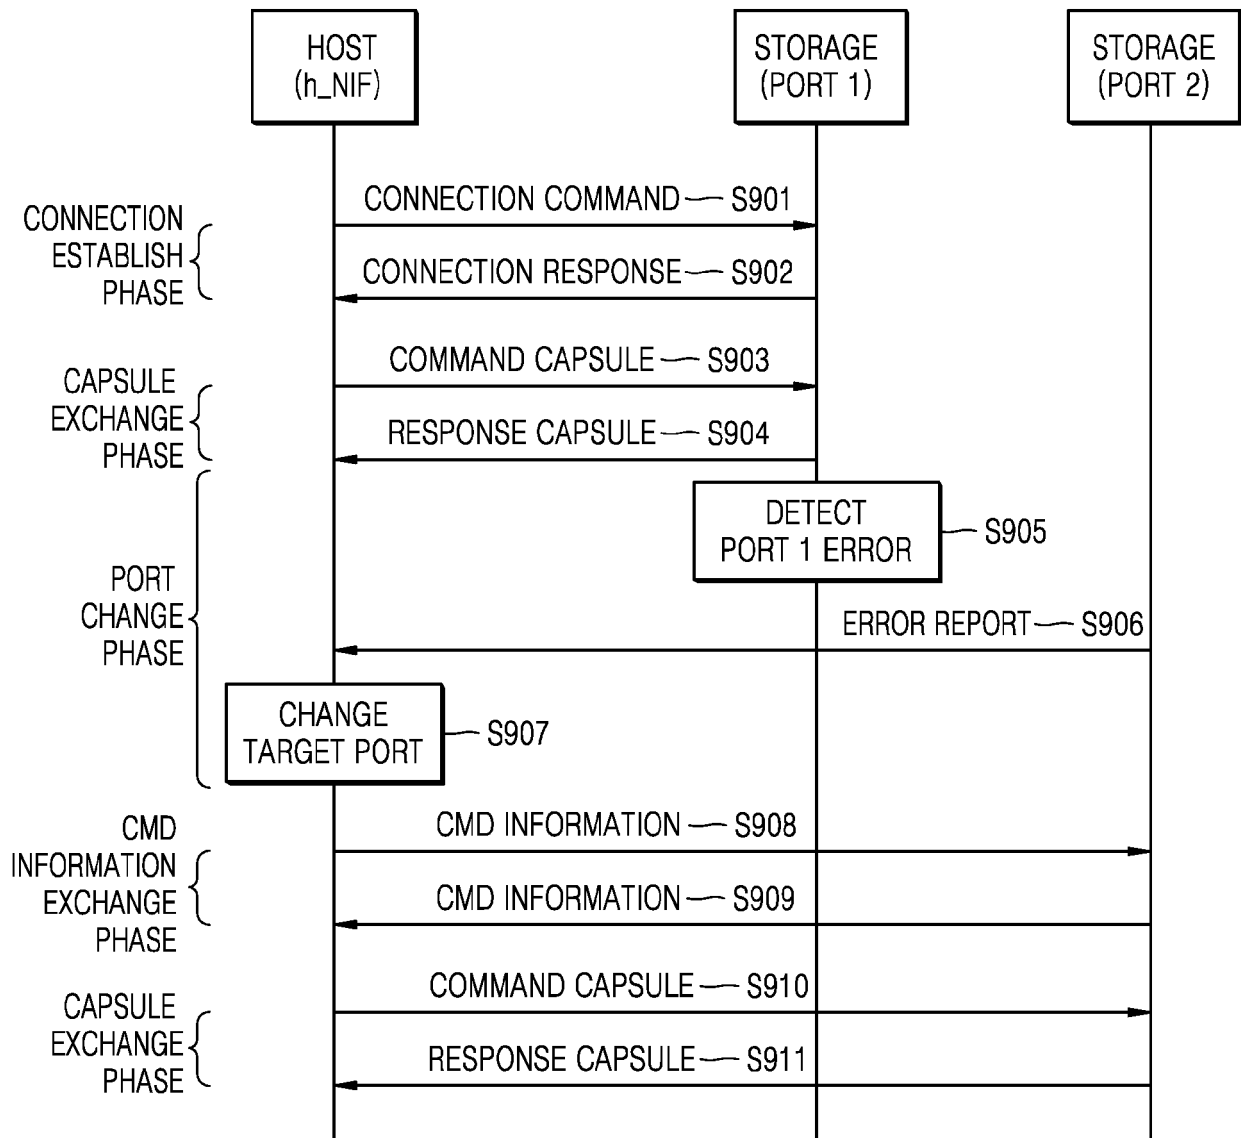 HOST
(h_NIF)
STORAGE
(PORT 1)
STORAGE
(PORT 2)
CONNECTION
ESTABLISH
PHASE
CONNECTION COMMAND S901
CONNECTION RESPONSE S902
CAPSULE
EXCHANGE
PHASE
COMMAND CAPSULE S903
RESPONSE CAPSULE S904
PORT
CHANGE
PHASE
DETECT
PORT 1 ERROR
S905
ERROR REPORT S906
CHANGE
TARGET PORT
S907
CMD
INFORMATION
EXCHANGE
PHASE
CMD INFORMATION S908
CMD INFORMATION S909
CAPSULE
EXCHANGE
PHASE
COMMAND CAPSULE S910
RESPONSE CAPSULE S911